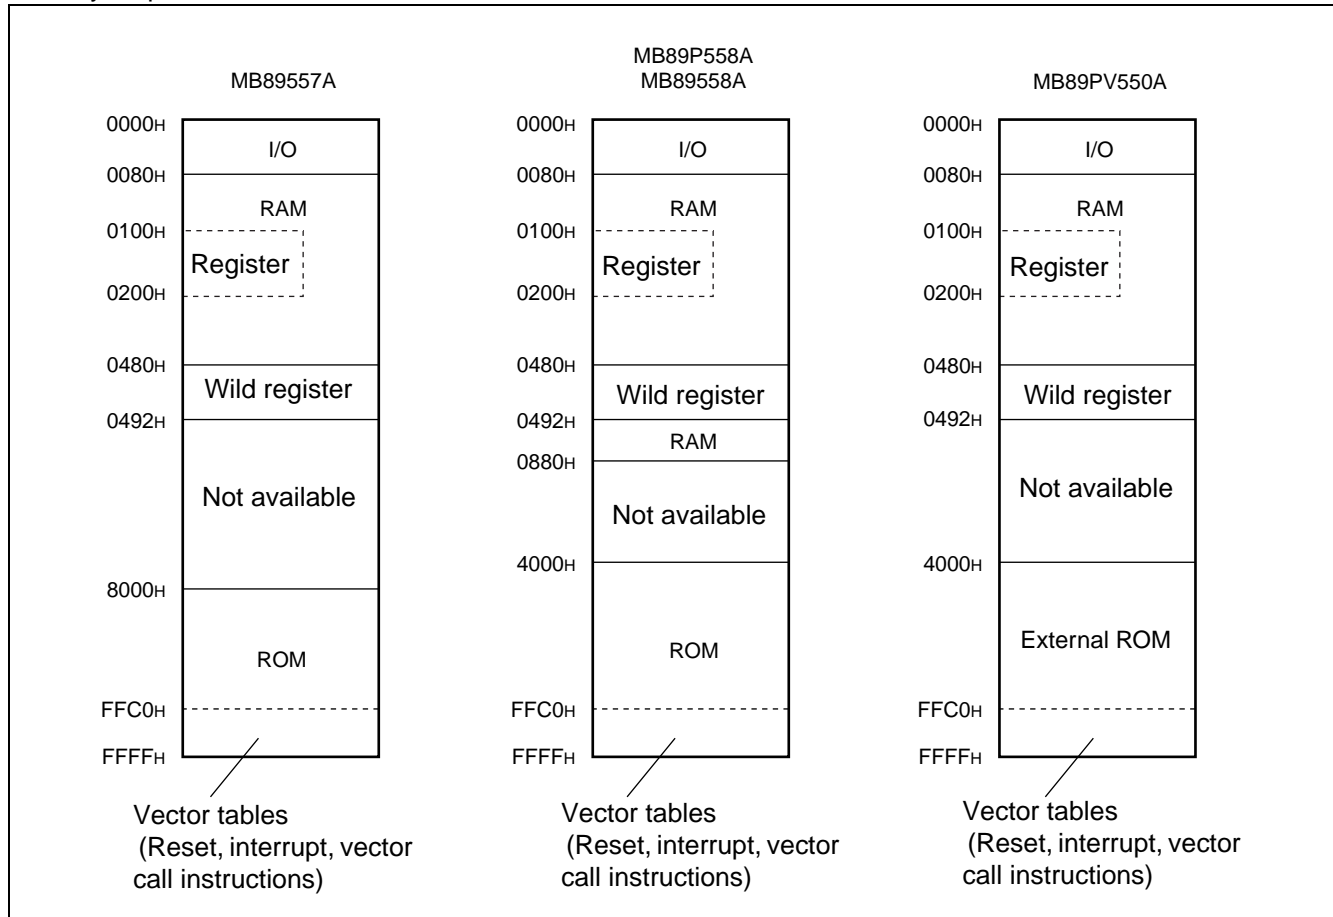 MB89557A
0000H
I/O
0080H
RAM
0100H
Register
0200H
0480H
Wild register
0492H
Not available
8000H
ROM
FFC0H
FFFFH
Vector tables
(Reset, interrupt, vector
call instructions)
MB89P558A
MB89558A
0000H
I/O
0080H
RAM
0100H
Register
0200H
0480H
Wild register
0492H
RAM
0880H
Not available
4000H
ROM
FFC0H
FFFFH
Vector tables
(Reset, interrupt, vector
call instructions)
MB89PV550A
0000H
I/O
0080H
RAM
0100H
Register
0200H
0480H
Wild register
0492H
Not available
4000H
External ROM
FFC0H
FFFFH
Vector tables
(Reset, interrupt, vector
call instructions)